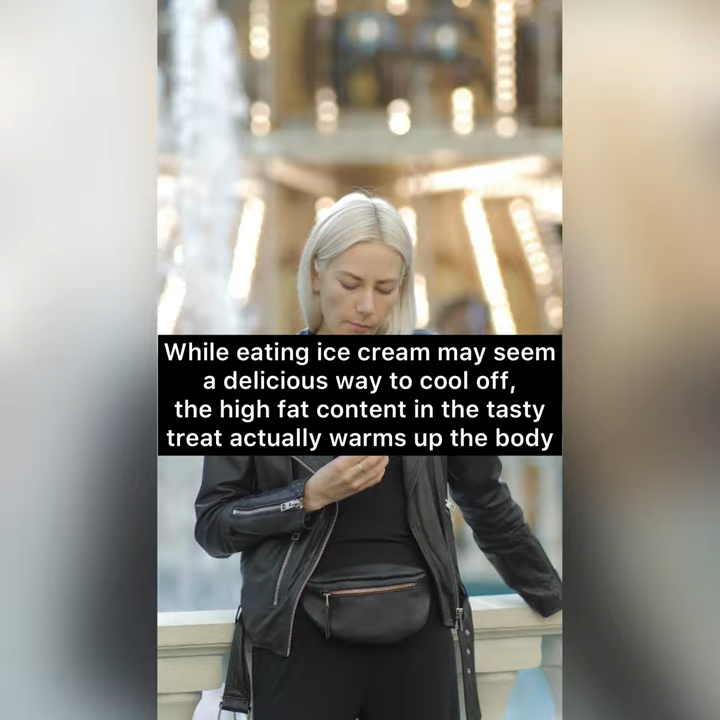 While eating ice cream may seem
a delicious way to cool off,
the high fat content in the tasty
treat actually warms up the body